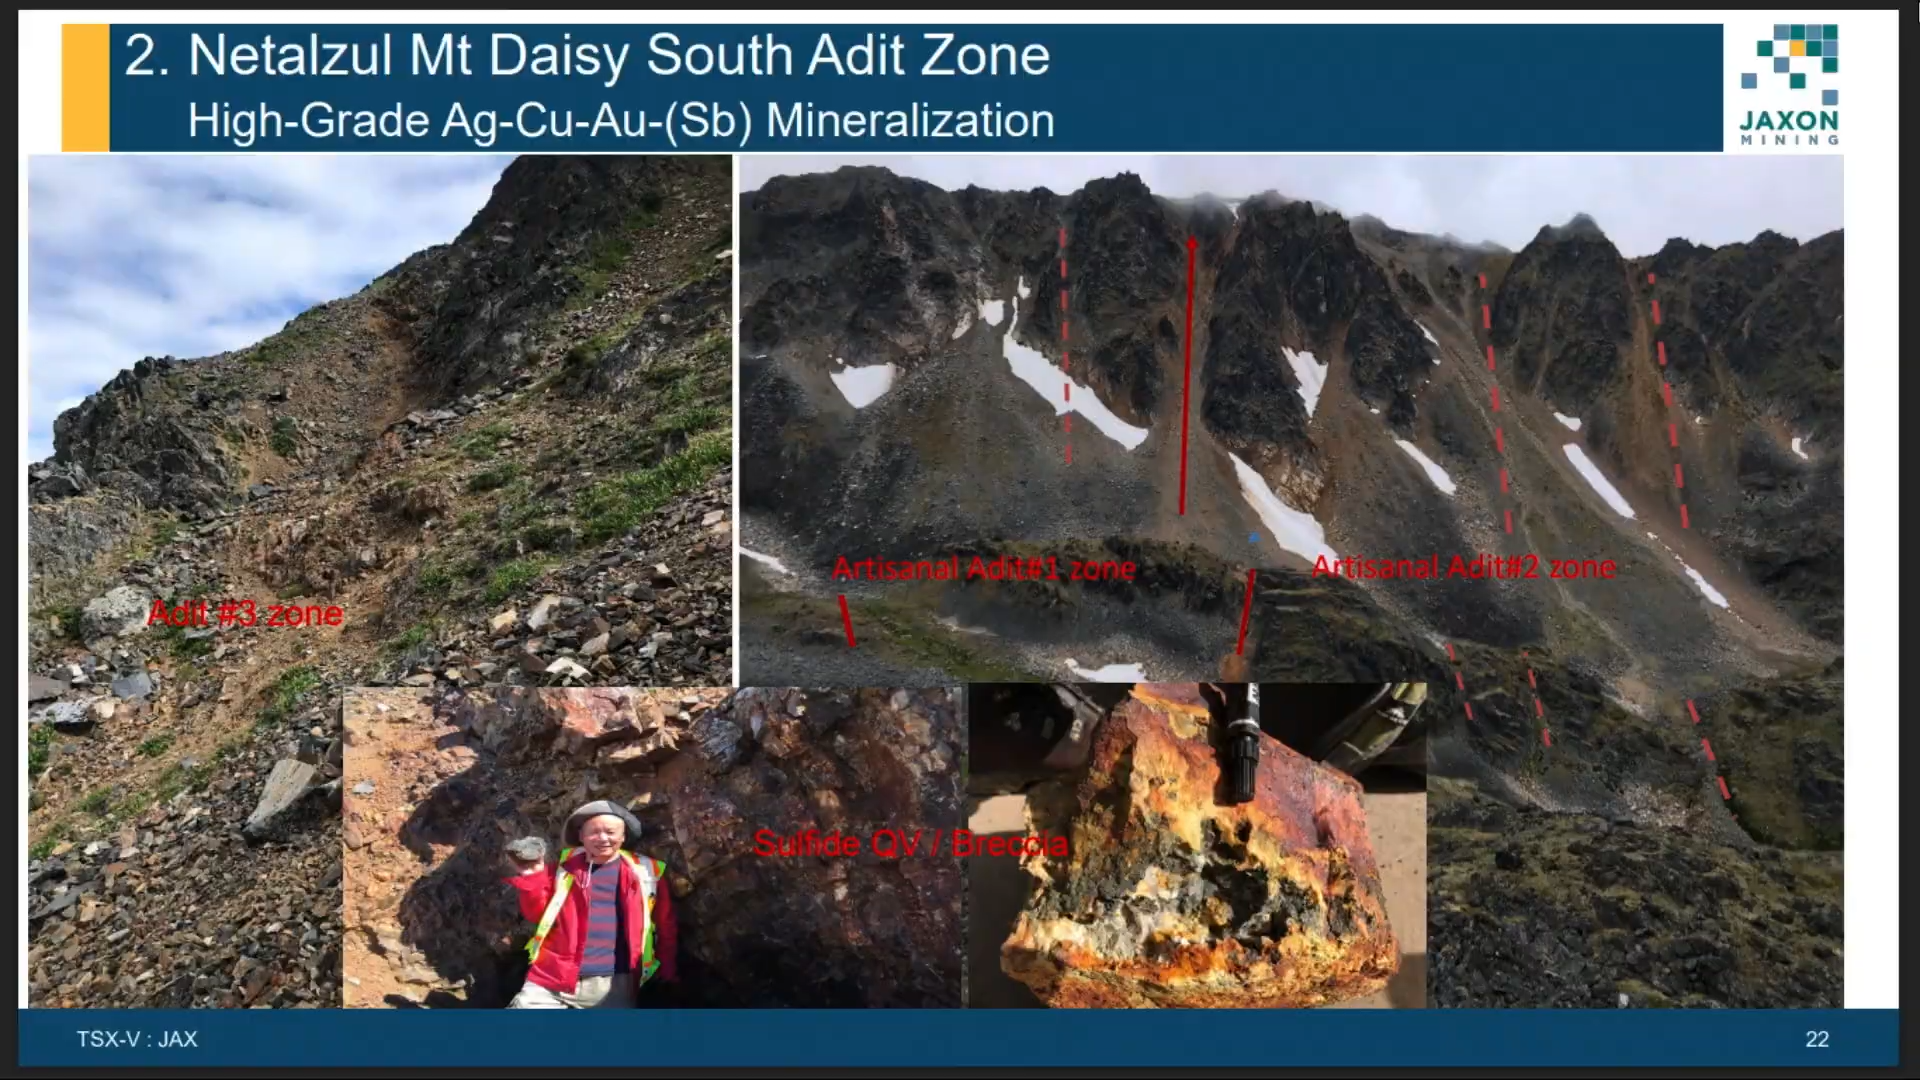 2. Netalzul Mt Daisy South Adit Zone
High-Grade Ag-Cu-Au-(Sb) Mineralization
JAXON
MINING
Artisanal Adit#1 zone
Artisanal Adit#2 zone
Adit #3 zone
Sulfide QV / Breccia
TSX-V : JAX
22